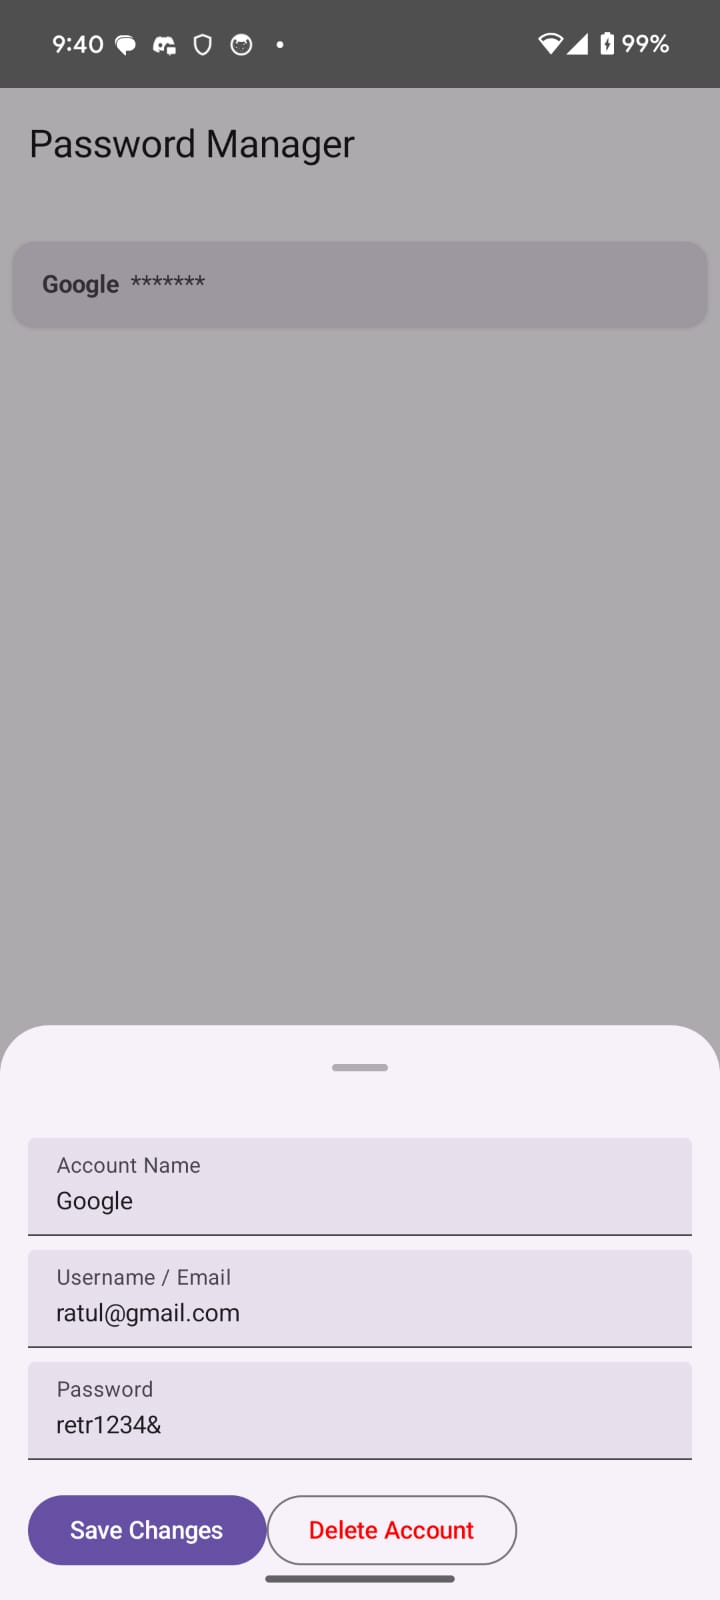 9:40
99%
Password Manager
Google *******
Account Name
Google
Username / Email
ratul@gmail.com
Password
retr1234&
Save Changes
Delete Account